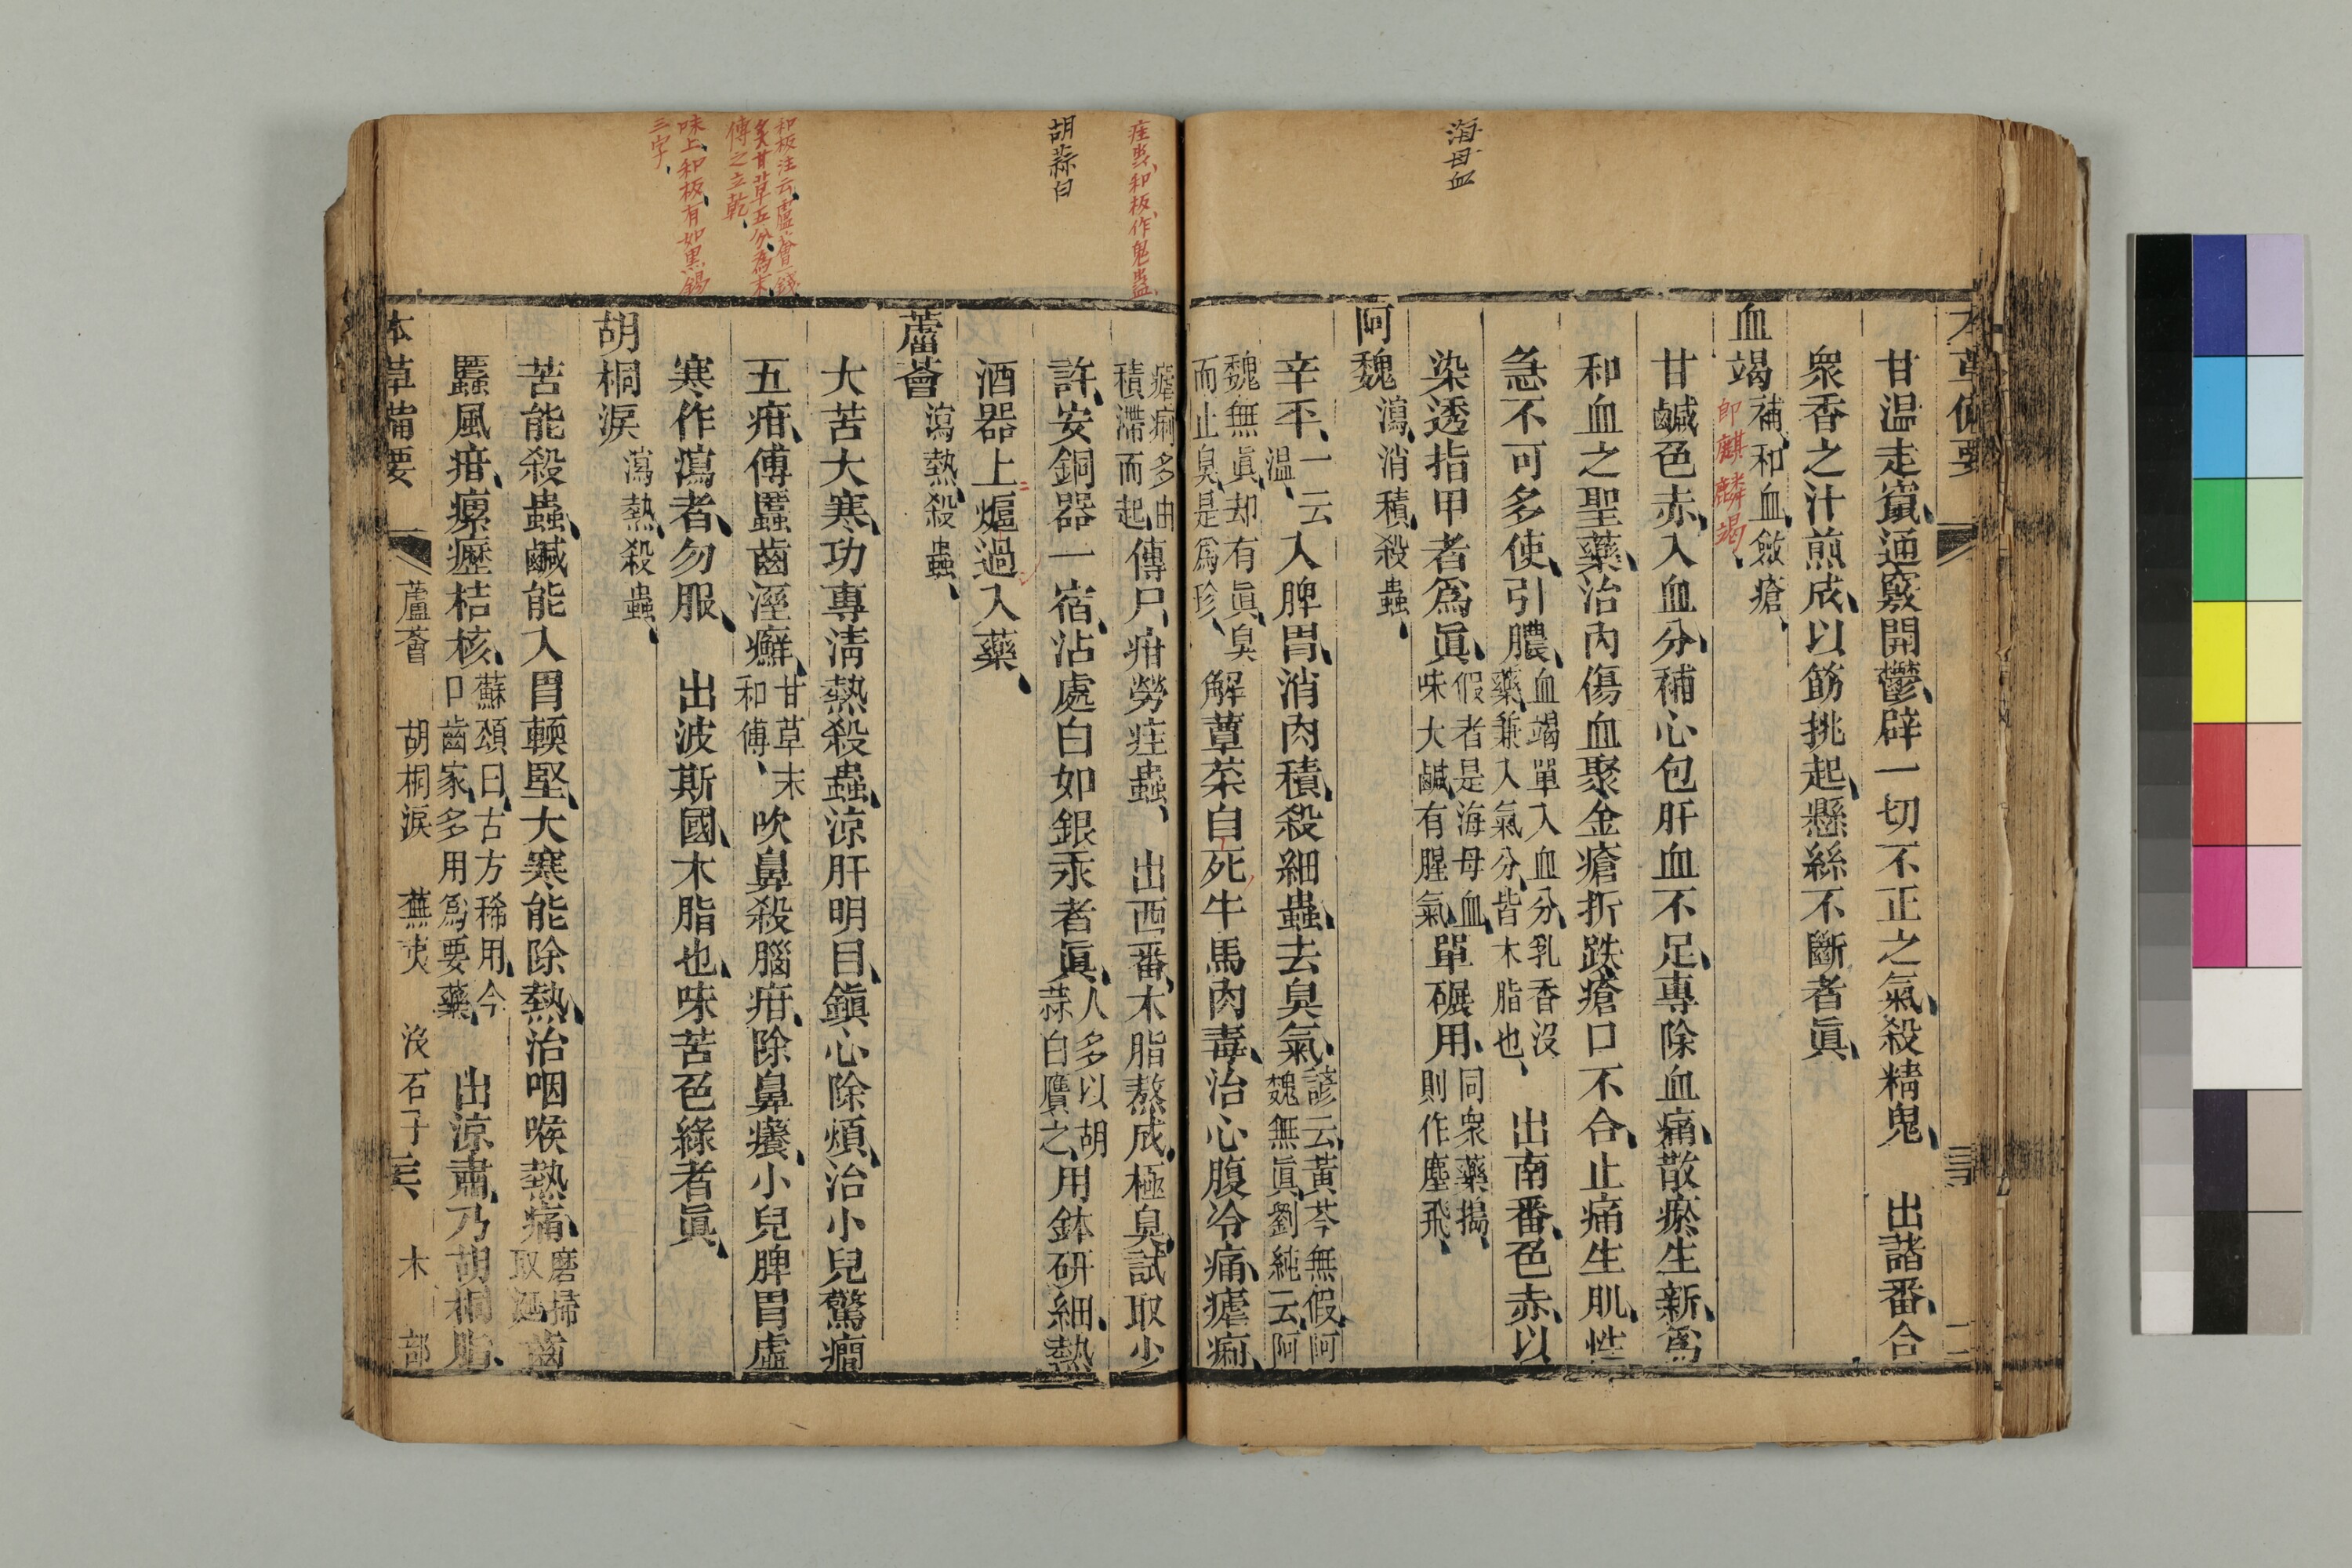 海母血
本草備要
甘温走竄通竅開鬱辟一切不正之氣殺精鬼 出諸番合
衆香之汁煎成以筯挑起懸絲不斷者眞
血竭補和血斂瘡
即麒麟竭
甘鹹色赤入血分補心包肝血不足專除血痛散瘀生新爲
和血之聖藥治内傷血聚金瘡折跌瘡口不合止痛生肌性
急不可多使引膿血竭單入血分乳香没藥兼入氣分皆木脂也 出南番色赤以
染透指甲者爲眞假者是海母血味大鹹有腥氣單碾用同衆藥搗則作塵飛
阿魏瀉消積殺蟲
辛平一云温入脾胃消肉積殺細蟲去臭氣諺云黃芩無假阿魏無眞劉純云阿
魏無眞却有眞臭而止臭是爲珍解蕈菜自死牛馬肉毒治心腹冷痛瘧痢
疰蟲和板作鬼蠱
胡蒜白
和板注云盧薈一錢
炙甘草五分爲末
傅之立乾
味上和板有如黒錫
三字
瘧痢多由積滯而起傳尸疳勞疰蟲 出西番木脂熬成極臭試取少
許安銅器一宿沾處白如銀汞者眞人多以胡蒜白贋之用鉢研細熱
酒器上爈過入藥
蘆薈瀉熱殺蟲
大苦大寒功專淸熱殺蟲涼肝明目鎭心除煩治小兒驚癎
五疳傅䘌齒溼癬甘草末和傅吹鼻殺腦疳除鼻癢小兒脾胃虛
寒作瀉者勿服 出波斯國木脂也味苦色綠者眞
胡桐淚瀉熱殺蟲
苦能殺蟲鹹能入胃輭堅大寒能除熱治咽喉熱痛磨掃取涎齒
䘌風疳瘰癧桔核蘇頌曰古方稀用今口齒家多用爲要藥 出涼肅乃胡桐脂
本草備要 蘆薈 胡桐淚 蕪荑 没石子 木部